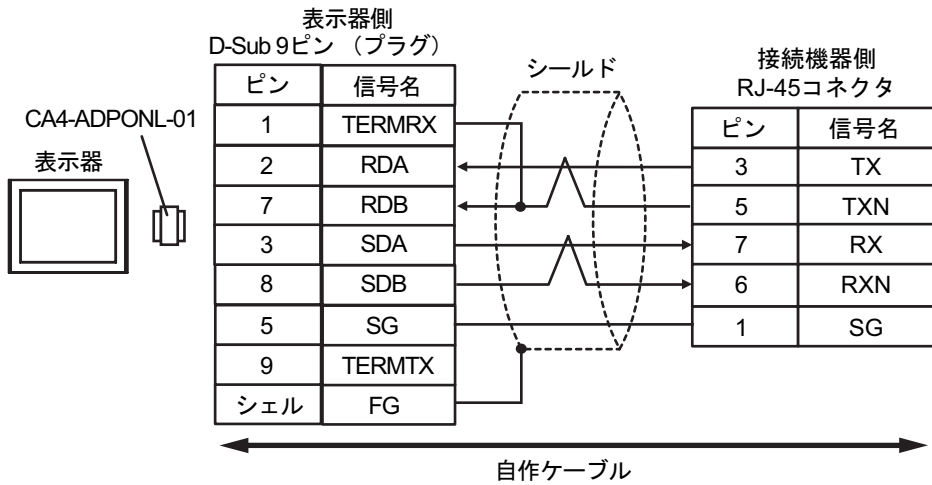 表示器側
D-Sub 9ピン （プラグ）
シールド
接続機器側
RJ-45コネクタ
CA4-ADPONL-01
表示器
ピン 信号名
1 TERMRX
2 RDA
7 RDB
3 SDA
8 SDB
5 SG
9 TERMTX
シェル FG
ピン 信号名
3 TX
5 TXN
7 RX
6 RXN
1 SG
自作ケーブル